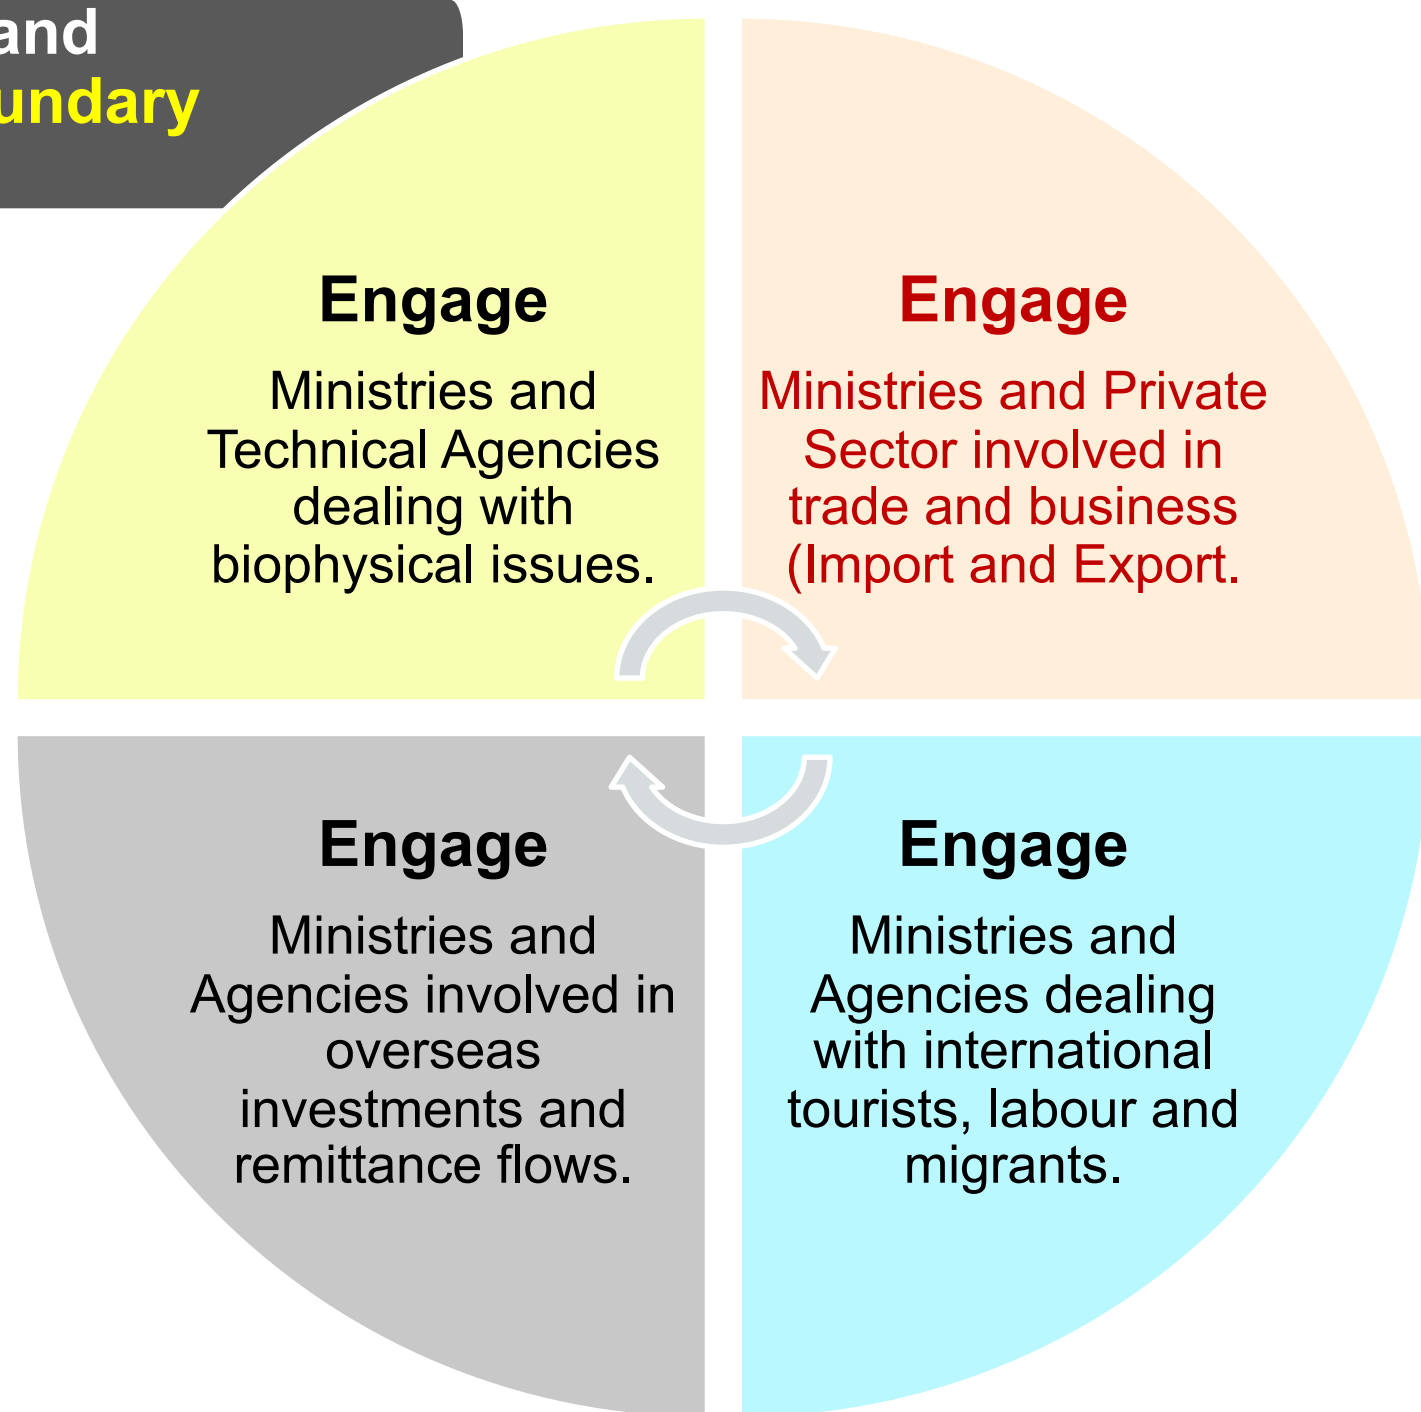 and
undary
Engage
Ministries and
Technical Agencies
dealing with
biophysical issues.
Engage
Ministries and Private
Sector involved in
trade and business
(Import and Export.
Engage
Ministries and
Agencies involved in
overseas
investments and
remittance flows.
Engage
Ministries and
Agencies dealing
with international
tourists, labour and
migrants.